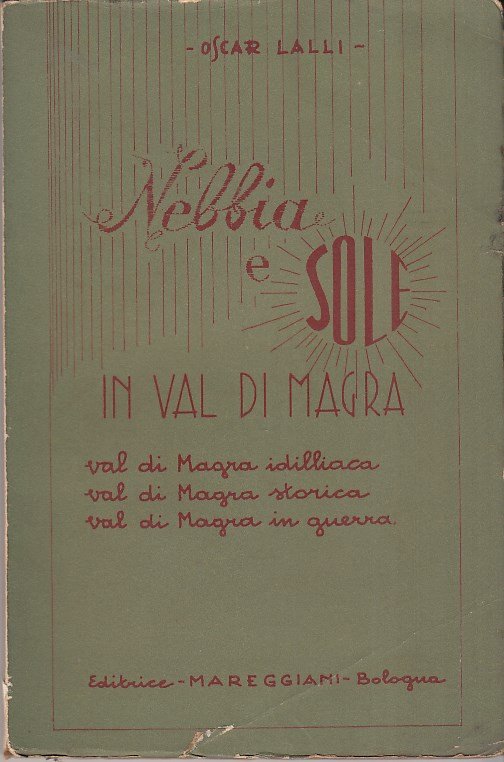 - OSCAR LALLI -
Nebbia
e SOLE
IN VAL DI MAGRA
val di Magra idilliaca
val di Magra storica
val di Magra in guerra
Editrice - MAREGGIANI - Bologna